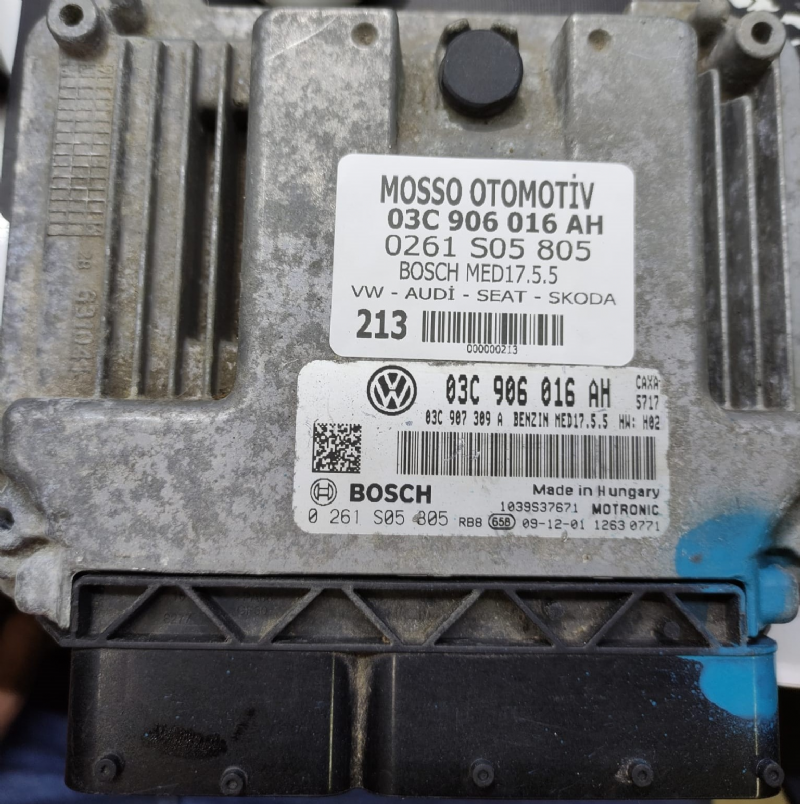 MOSSO OTOMOTİV
03C 906 016 AH
0261 S05 805
BOSCH MED17.5.5
VW - AUDİ - SEAT - SKODA
213
000000213
03C 906 016 AH CAXA
5717
03C 907 309 A BENZIN MED17.5.5 HW: H02
BOSCH Made in Hungary
1039S37671 MOTRONIC
0 261 S05 805 RBB 658 09-12-01 1263 0771